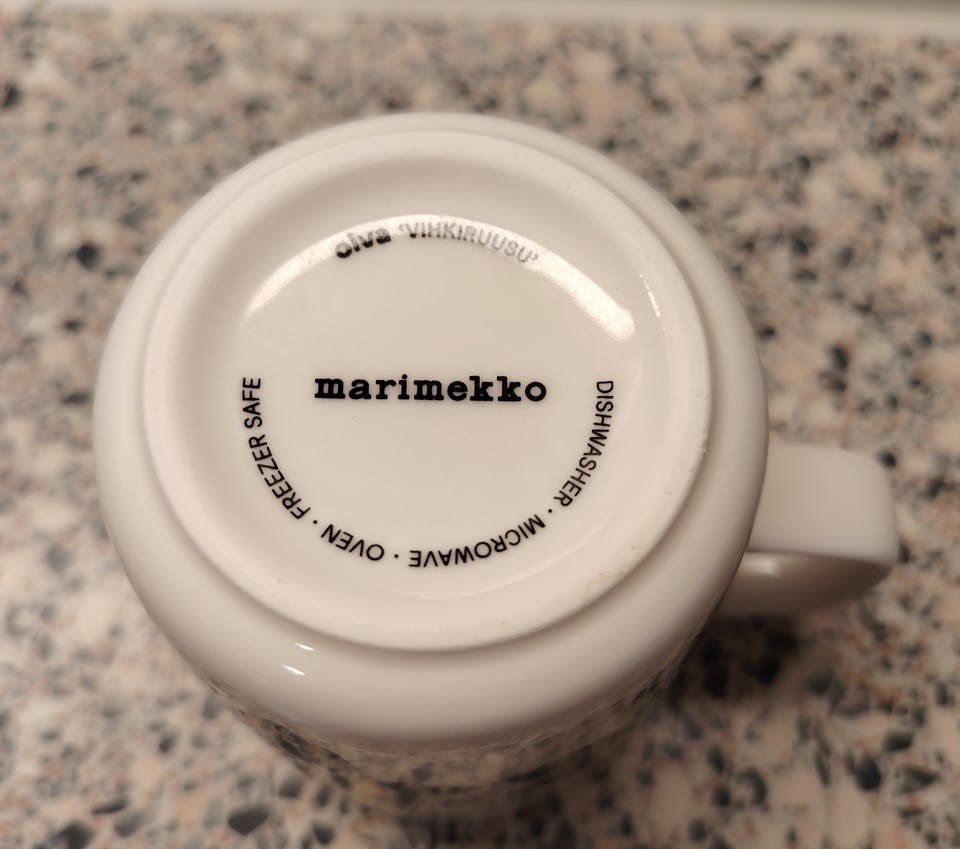 oiva 'VIHKIRUUSU'
marimekko
DISHWASHER · MICROWAVE · OVEN · FREEZER SAFE